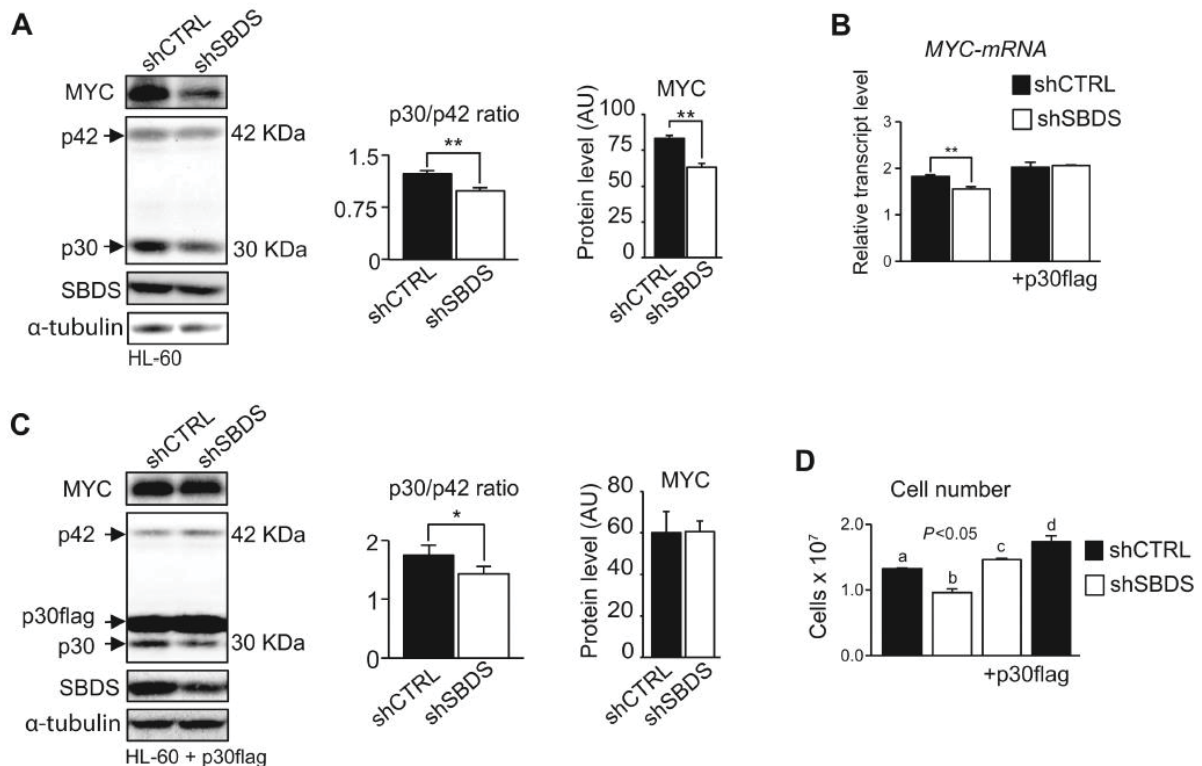 A
shCTRL
shSBDS
MYC
p42
42 KDa
p30
30 KDa
SBDS
α-tubulin
HL-60
p30/p42 ratio
**
1.5
0.75
0
shCTRL
shSBDS
MYC
Protein level (AU)
**
100
75
50
25
0
shCTRL
shSBDS
B
MYC-mRNA
shCTRL
shSBDS
Relative transcript level
**
3
2
1
0
+p30flag
C
shCTRL
shSBDS
MYC
p42
42 KDa
p30flag
p30
30 KDa
SBDS
α-tubulin
HL-60 + p30flag
p30/p42 ratio
*
2
1
0
shCTRL
shSBDS
MYC
Protein level (AU)
80
60
40
20
0
shCTRL
shSBDS
D
Cell number
Cells x 10⁷
2.0
1.0
0.0
P<0.05
a
b
c
d
shCTRL
shSBDS
+p30flag